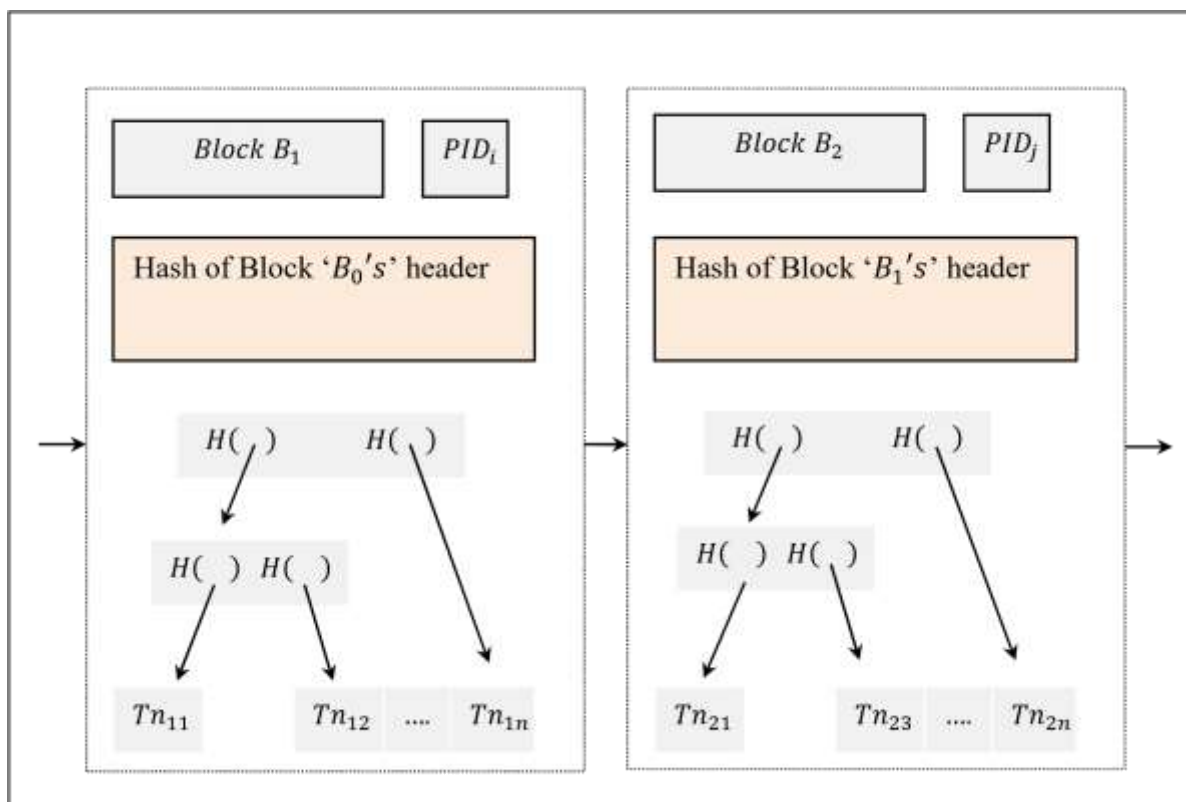 Block B₁ PIDᵢ
Hash of Block ‘B₀′s’ header
H( ) H( )
H( ) H( )
Tn₁₁ Tn₁₂ .... Tn₁ₙ
Block B₂ PIDⱼ
Hash of Block ‘B₁′s’ header
H( ) H( )
H( ) H( )
Tn₂₁ Tn₂₃ .... Tn₂ₙ